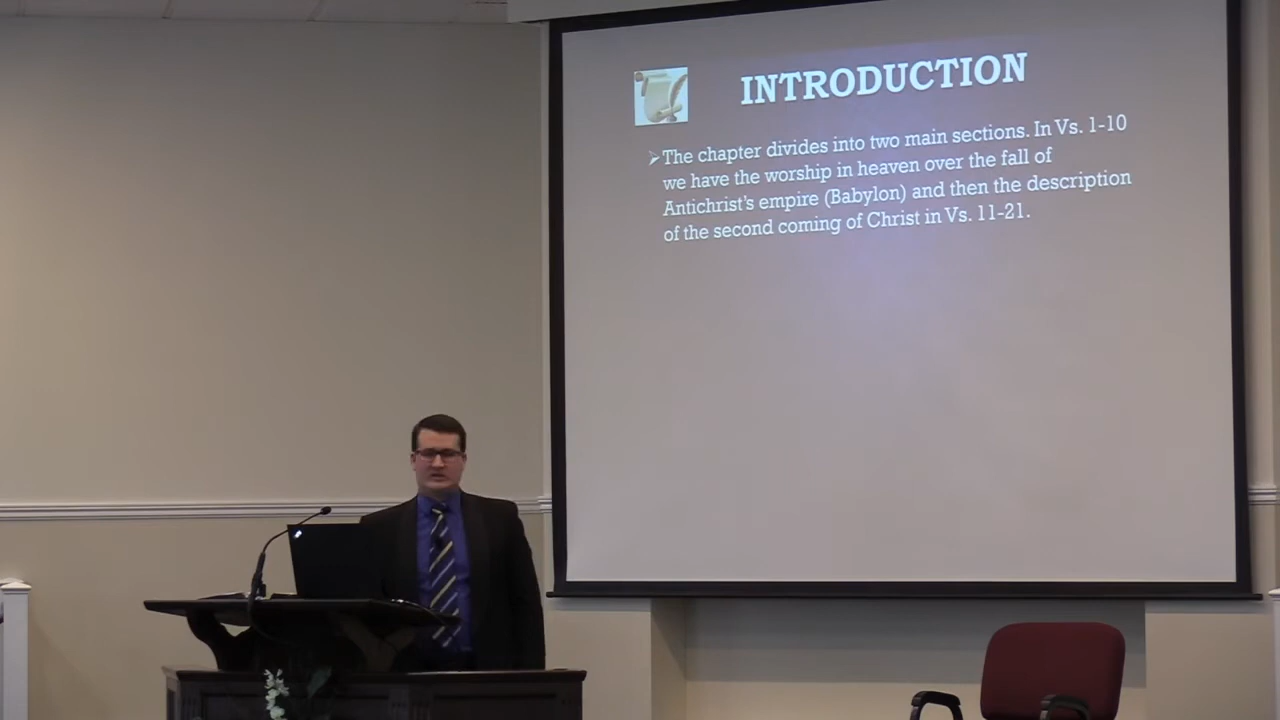 INTRODUCTION
The chapter divides into two main sections. In Vs. 1-10
we have the worship in heaven over the fall of
Antichrist's empire (Babylon) and then the description
of the second coming of Christ in Vs. 11-21.